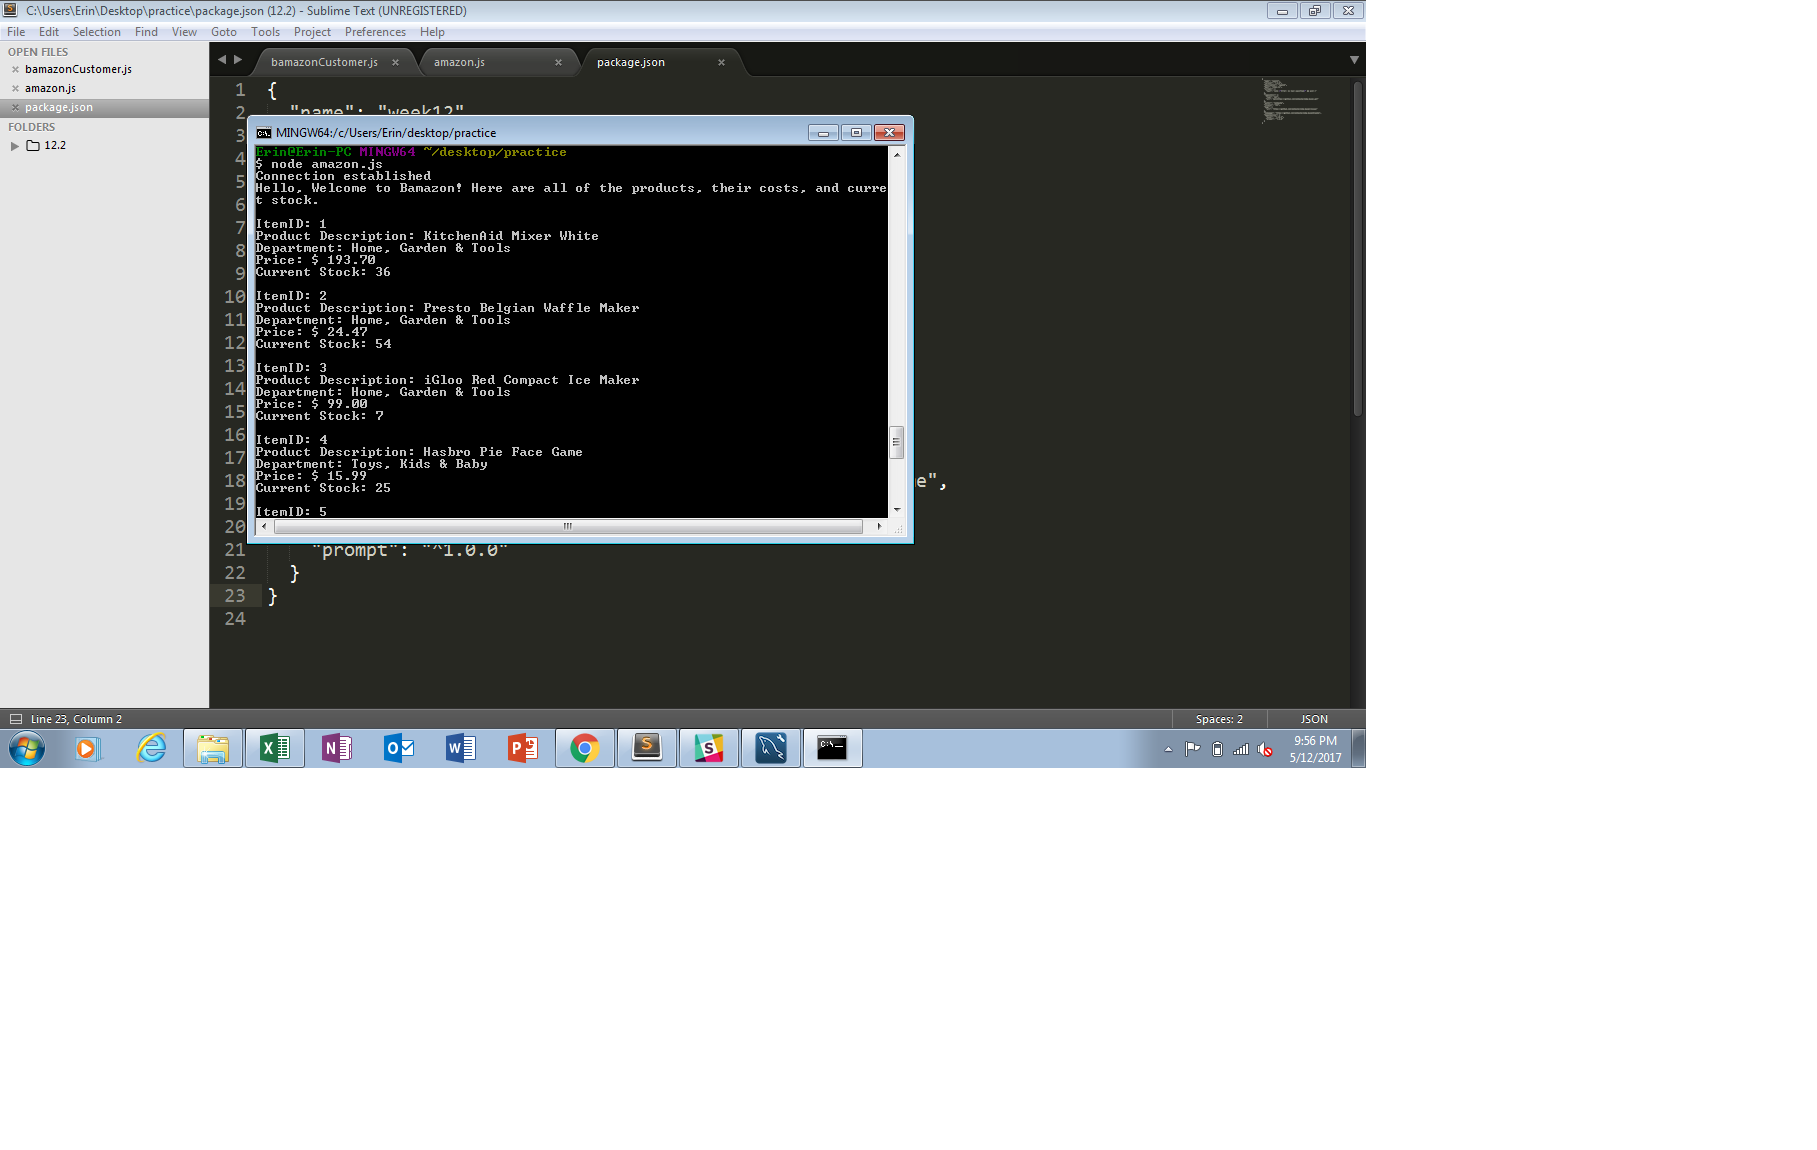 C:\Users\Erin\Desktop\practice\package.json (12.2) - Sublime Text (UNREGISTERED)
File Edit Selection Find View Goto Tools Project Preferences Help
OPEN FILES
bamazonCustomer.js
amazon.js
package.json
FOLDERS
12.2
bamazonCustomer.js amazon.js package.json
1 {
2 "name": "week12"
3
4
5
6
7
8
9
10
11
12
13
14
15
16
17
18 e",
19
20
21 "prompt": "^1.0.0"
22 }
23 }
24
MINGW64:/c/Users/Erin/desktop/practice
Erin@Erin-PC MINGW64 ~/desktop/practice
$ node amazon.js
Connection established
Hello, Welcome to Bamazon! Here are all of the products, their costs, and curre
t stock.
ItemID: 1
Product Description: KitchenAid Mixer White
Department: Home, Garden & Tools
Price: $ 193.70
Current Stock: 36
ItemID: 2
Product Description: Presto Belgian Waffle Maker
Department: Home, Garden & Tools
Price: $ 24.47
Current Stock: 54
ItemID: 3
Product Description: iGloo Red Compact Ice Maker
Department: Home, Garden & Tools
Price: $ 99.00
Current Stock: 7
ItemID: 4
Product Description: Hasbro Pie Face Game
Department: Toys, Kids & Baby
Price: $ 15.99
Current Stock: 25
ItemID: 5
Line 23, Column 2
Spaces: 2 JSON
9:56 PM
5/12/2017